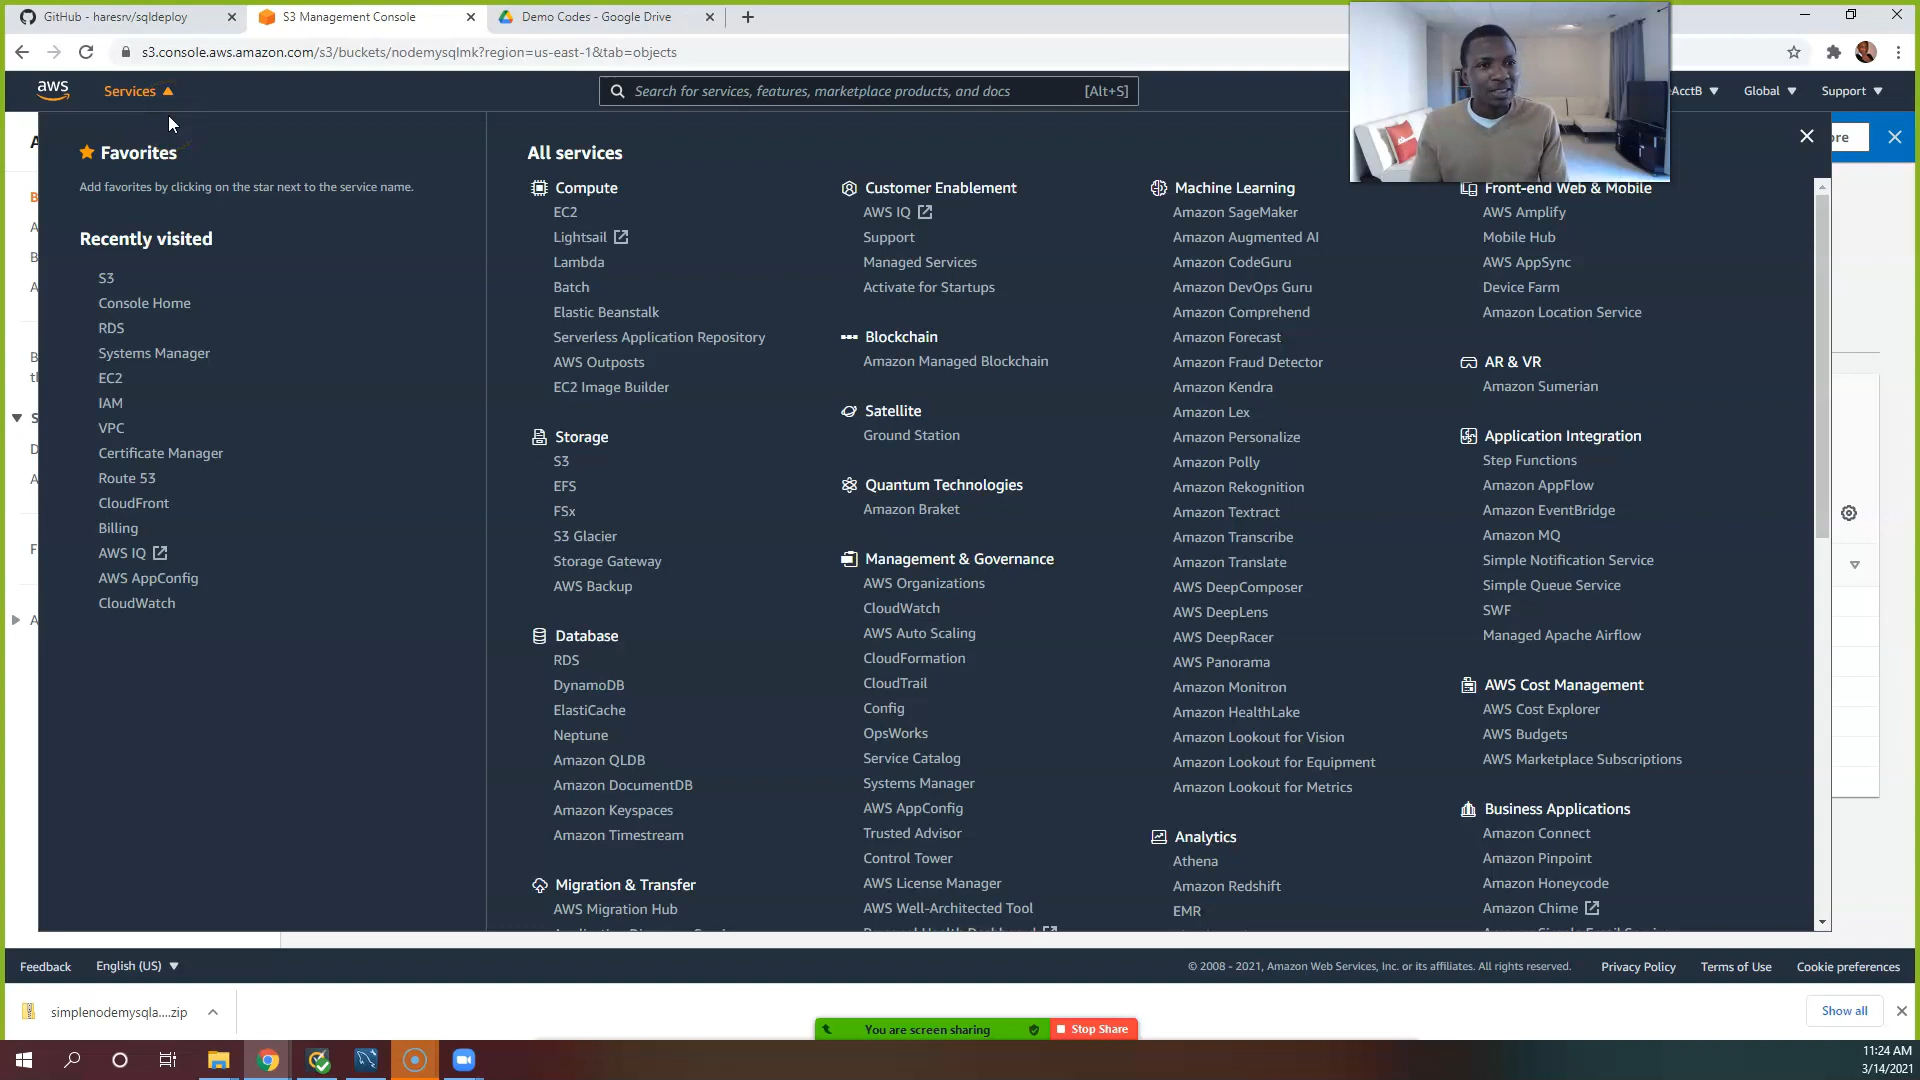 GitHub - haresrv/sqldeploy
S3 Management Console
Demo Codes - Google Drive
s3.console.aws.amazon.com/s3/buckets/nodemysqlmk?region=us-east-1&tab=objects
aws
Services
Search for services, features, marketplace products, and docs
[Alt+S]
eAcctB
Global
Support
Favorites
Add favorites by clicking on the star next to the service name.
Recently visited
S3
Console Home
RDS
Systems Manager
EC2
IAM
VPC
Certificate Manager
Route 53
CloudFront
Billing
AWS IQ
AWS AppConfig
CloudWatch
All services
Compute
EC2
Lightsail
Lambda
Batch
Elastic Beanstalk
Serverless Application Repository
AWS Outposts
EC2 Image Builder
Storage
S3
EFS
FSx
S3 Glacier
Storage Gateway
AWS Backup
Database
RDS
DynamoDB
ElastiCache
Neptune
Amazon QLDB
Amazon DocumentDB
Amazon Keyspaces
Amazon Timestream
Migration & Transfer
AWS Migration Hub
Customer Enablement
AWS IQ
Support
Managed Services
Activate for Startups
Blockchain
Amazon Managed Blockchain
Satellite
Ground Station
Quantum Technologies
Amazon Braket
Management & Governance
AWS Organizations
CloudWatch
AWS Auto Scaling
CloudFormation
CloudTrail
Config
OpsWorks
Service Catalog
Systems Manager
AWS AppConfig
Trusted Advisor
Control Tower
AWS License Manager
AWS Well-Architected Tool
Machine Learning
Amazon SageMaker
Amazon Augmented AI
Amazon CodeGuru
Amazon DevOps Guru
Amazon Comprehend
Amazon Forecast
Amazon Fraud Detector
Amazon Kendra
Amazon Lex
Amazon Personalize
Amazon Polly
Amazon Rekognition
Amazon Textract
Amazon Transcribe
Amazon Translate
AWS DeepComposer
AWS DeepLens
AWS DeepRacer
AWS Panorama
Amazon Monitron
Amazon HealthLake
Amazon Lookout for Vision
Amazon Lookout for Equipment
Amazon Lookout for Metrics
Analytics
Athena
Amazon Redshift
EMR
Front-end Web & Mobile
AWS Amplify
Mobile Hub
AWS AppSync
Device Farm
Amazon Location Service
AR & VR
Amazon Sumerian
Application Integration
Step Functions
Amazon AppFlow
Amazon EventBridge
Amazon MQ
Simple Notification Service
Simple Queue Service
SWF
Managed Apache Airflow
AWS Cost Management
AWS Cost Explorer
AWS Budgets
AWS Marketplace Subscriptions
Business Applications
Amazon Connect
Amazon Pinpoint
Amazon Honeycode
Amazon Chime
Feedback
English (US)
© 2008 - 2021, Amazon Web Services, Inc. or its affiliates. All rights reserved.
Privacy Policy
Terms of Use
Cookie preferences
simplenodemysqla....zip
Show all
You are screen sharing
Stop Share
11:24 AM
3/14/2021